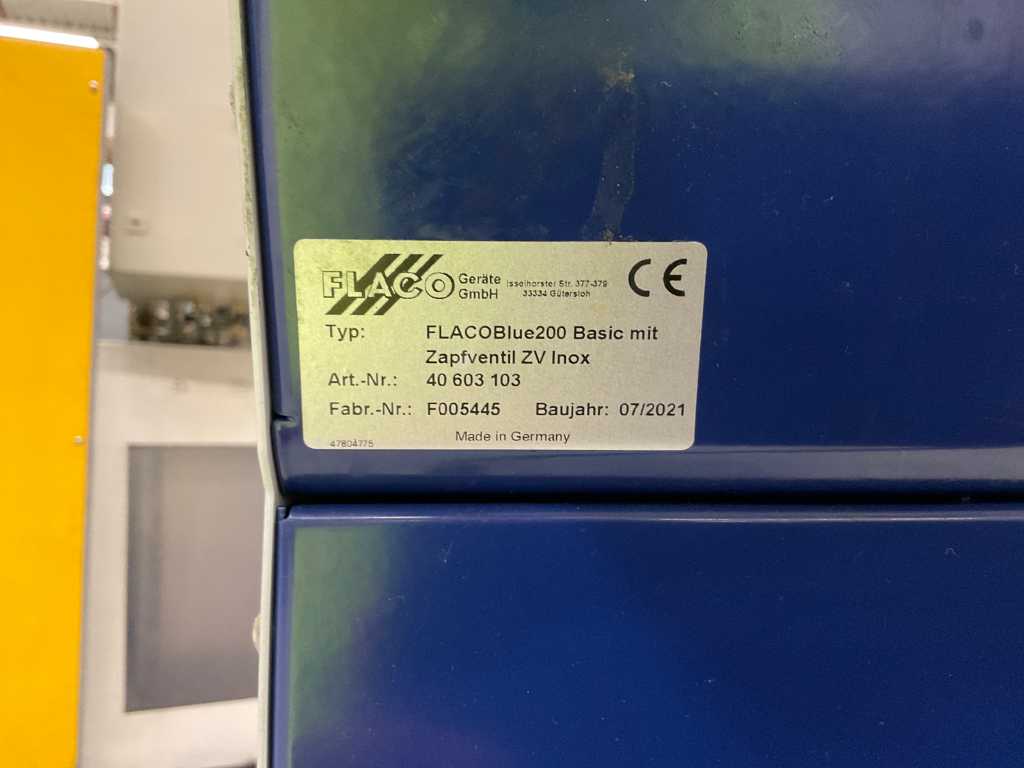 FLACO Geräte GmbH Isselhorster Str. 377-379 33334 Gütersloh CE
Typ: FLACOBlue200 Basic mit
Zapfventil ZV Inox
Art.-Nr.: 40 603 103
Fabr.-Nr.: F005445 Baujahr: 07/2021
47804775 Made in Germany